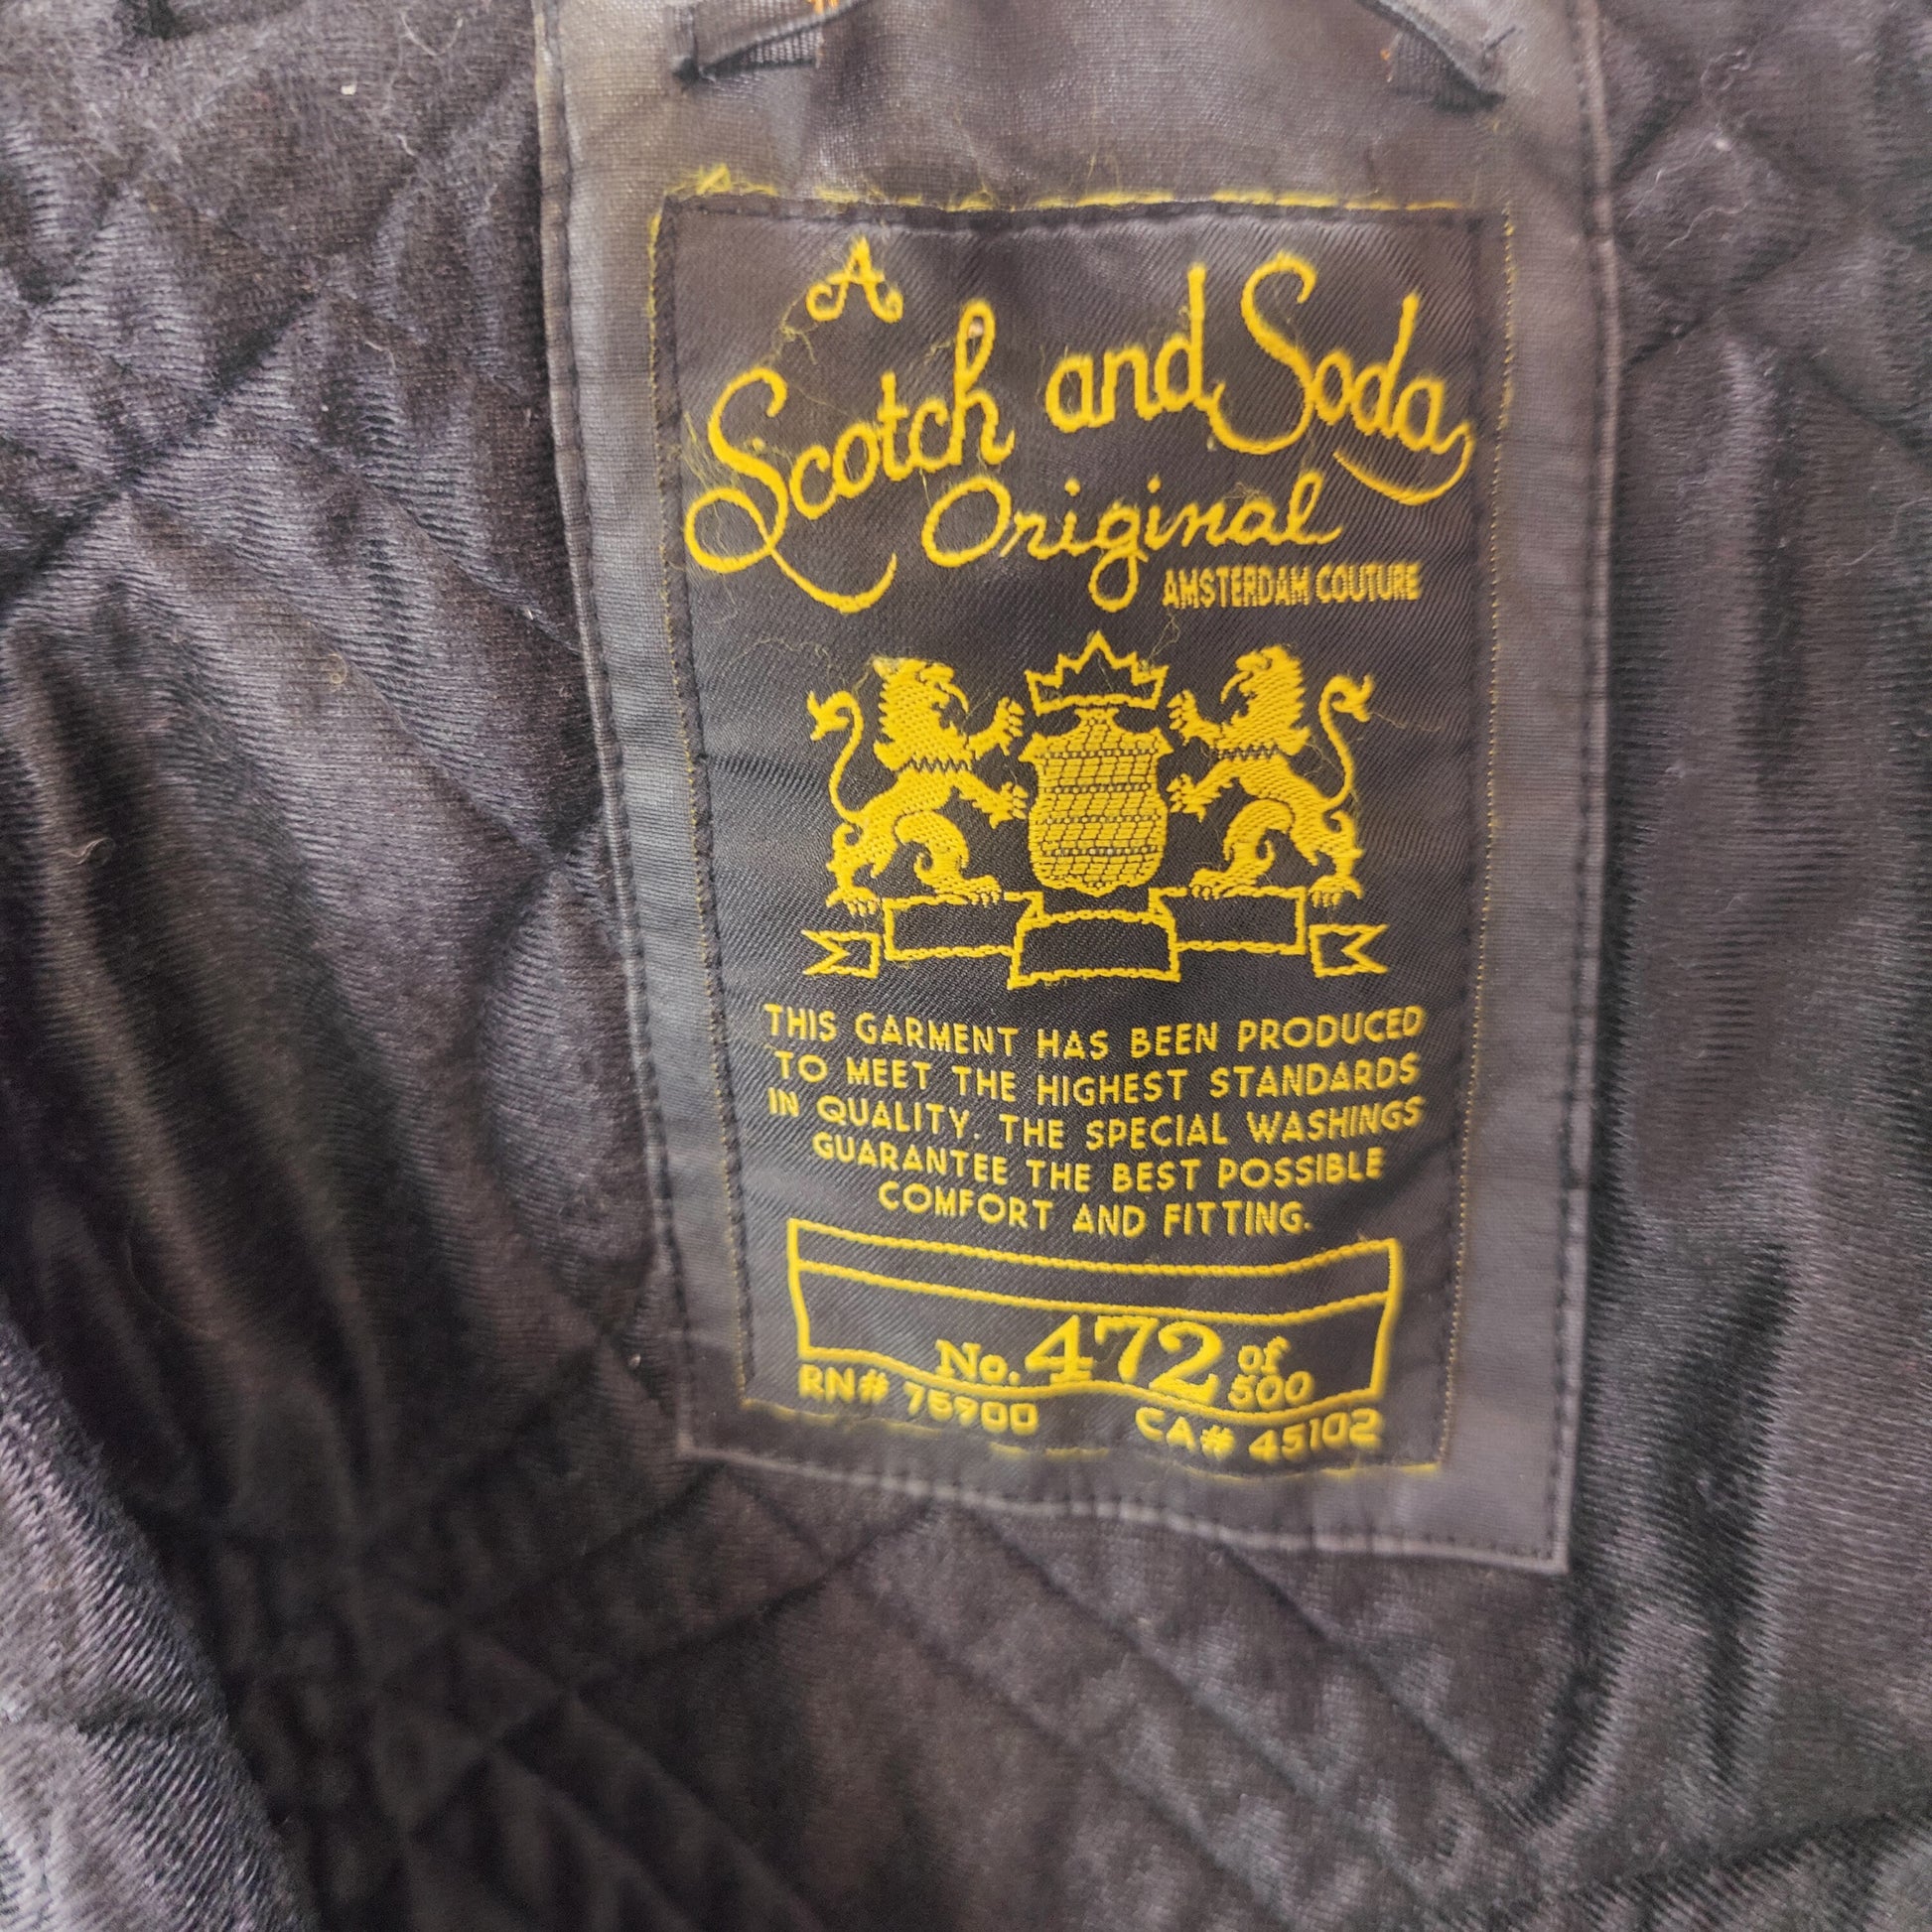 A
Scotch and Soda
Original
AMSTERDAM COUTURE
THIS GARMENT HAS BEEN PRODUCED
TO MEET THE HIGHEST STANDARDS
IN QUALITY. THE SPECIAL WASHINGS
GUARANTEE THE BEST POSSIBLE
COMFORT AND FITTING.
No. 472 of 500
RN# 75900 CA# 45102